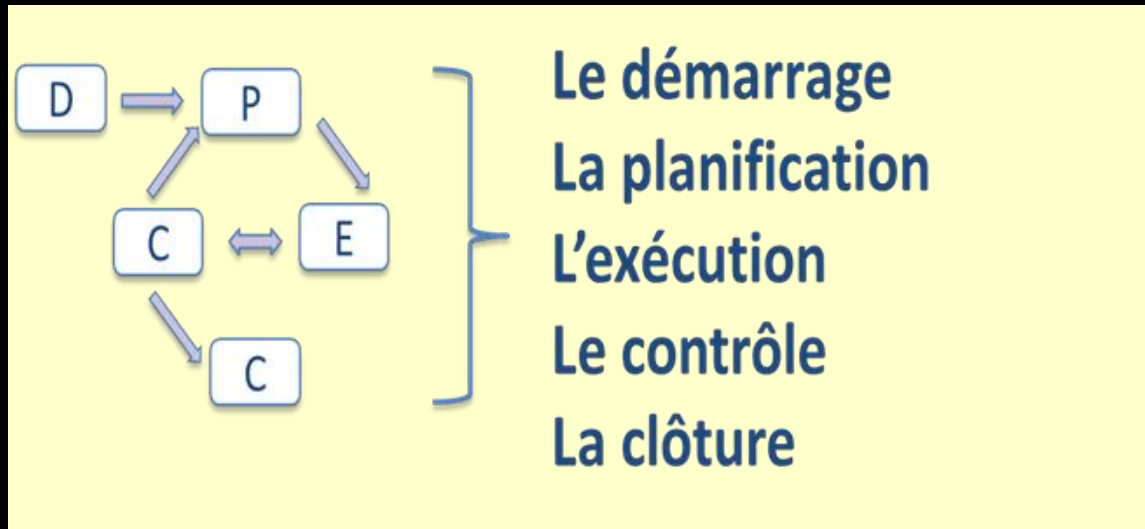 D
P
C
E
C
Le démarrage
La planification
L'exécution
Le contrôle
La clôture